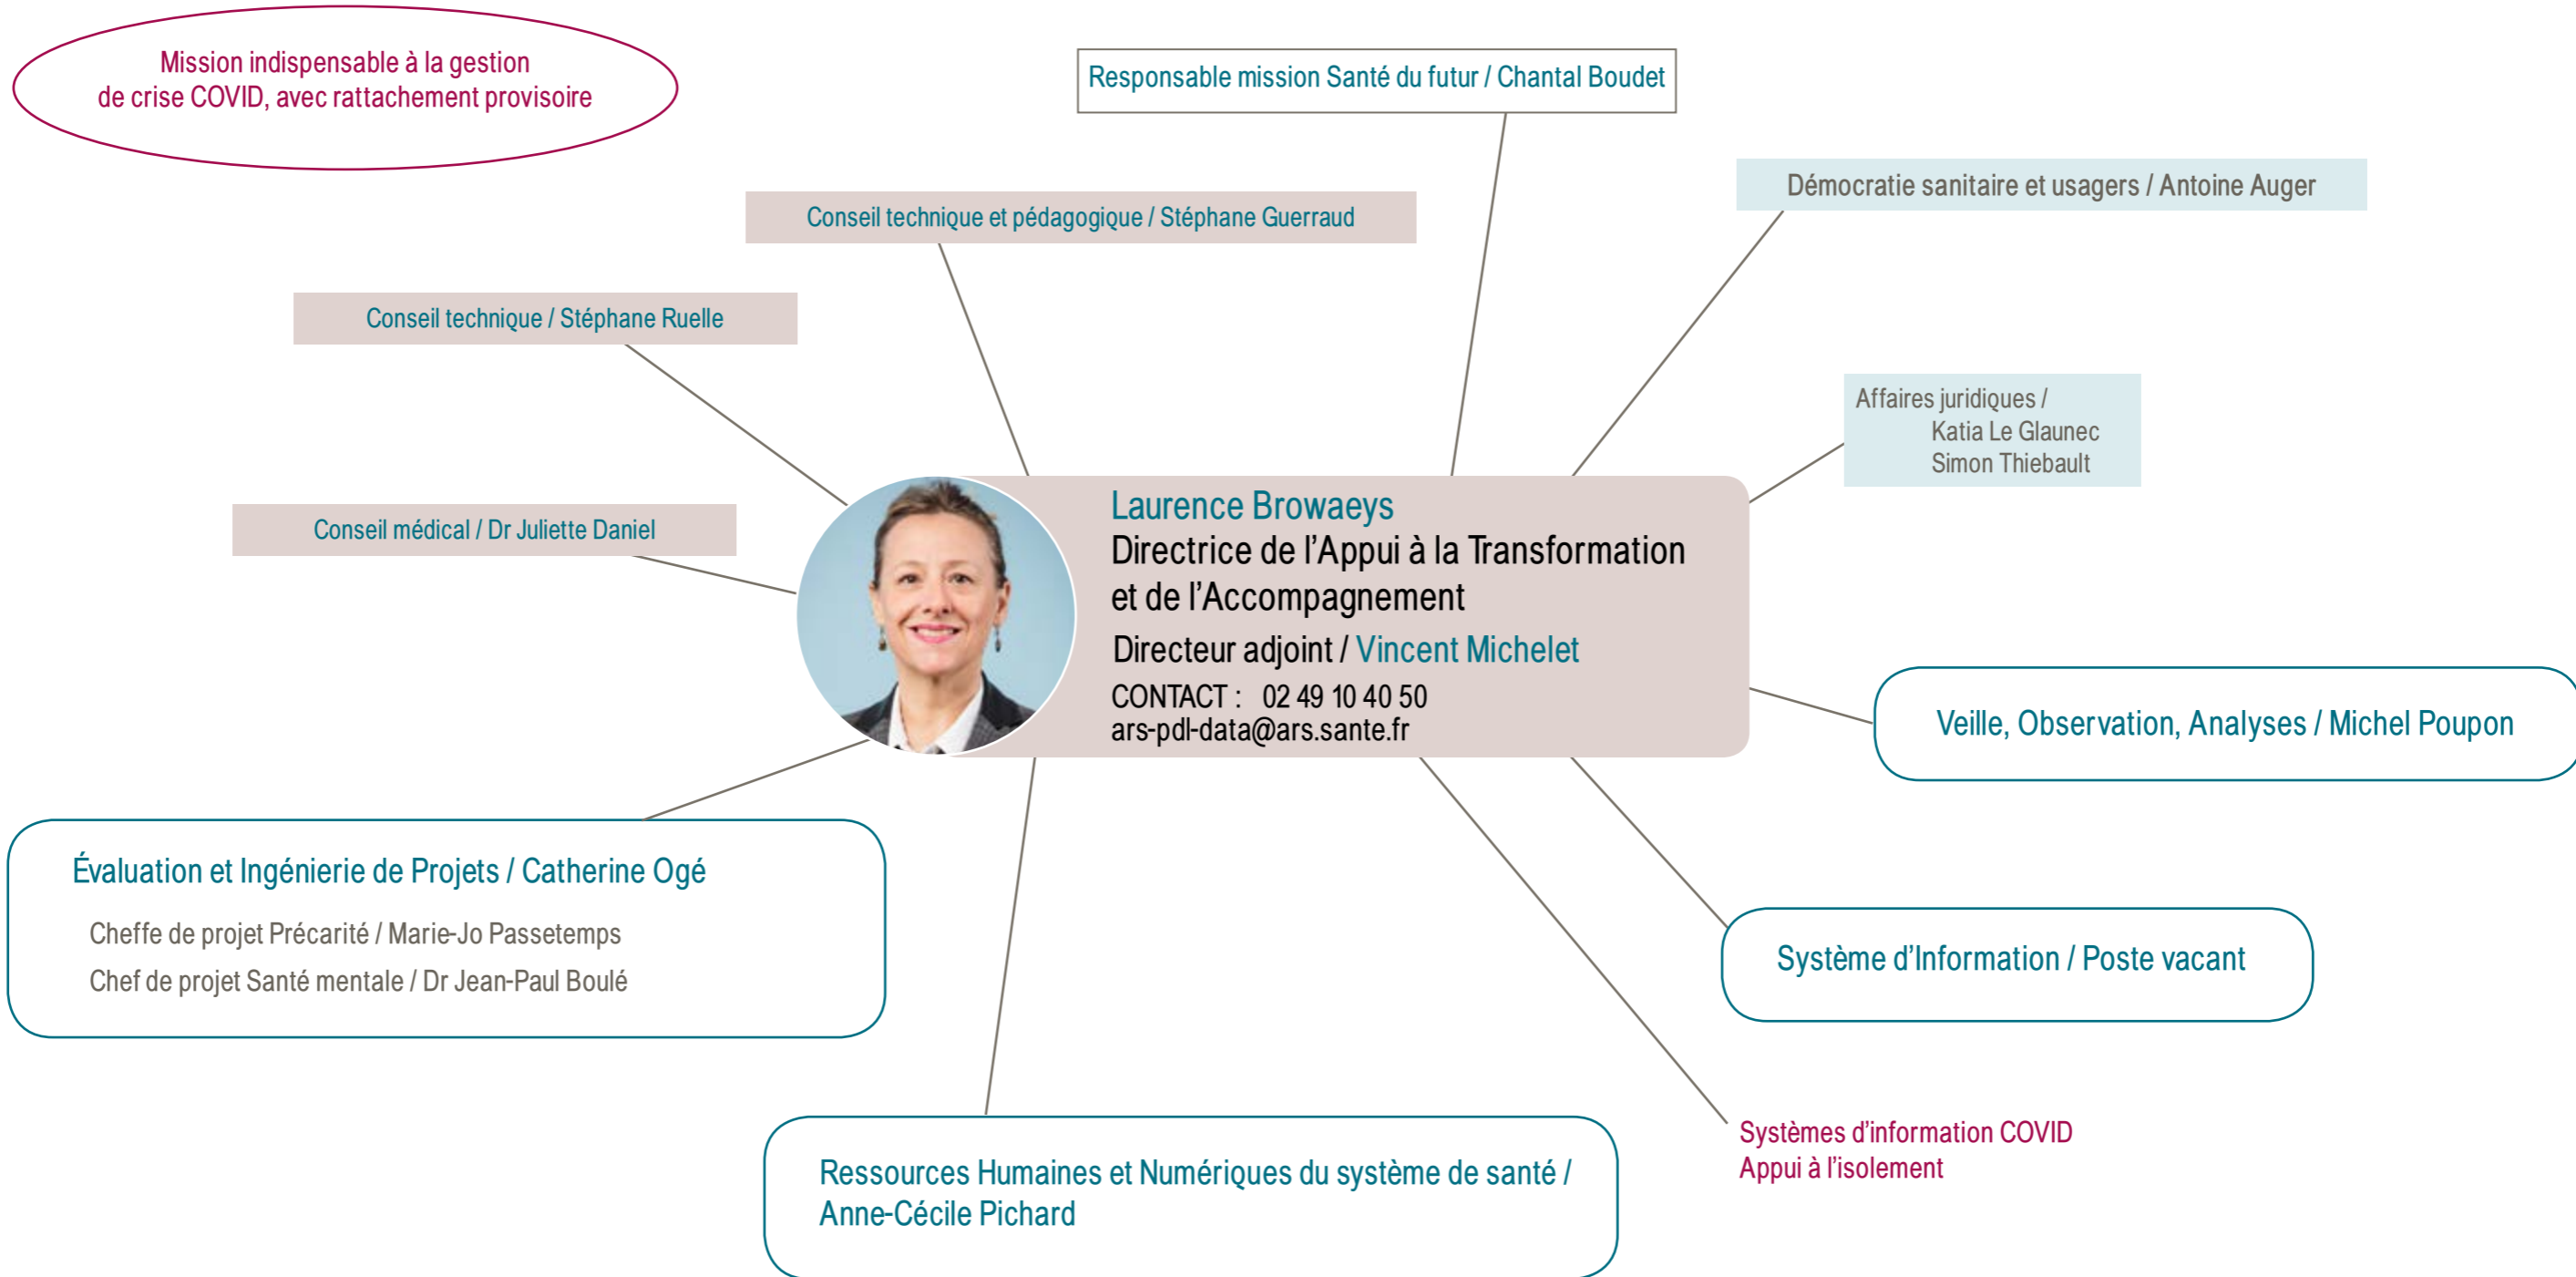 Mission indispensable à la gestion
de crise COVID, avec rattachement provisoire
Responsable mission Santé du futur / Chantal Boudet
Démocratie sanitaire et usagers / Antoine Auger
Conseil technique et pédagogique / Stéphane Guerraud
Conseil technique / Stéphane Ruelle
Affaires juridiques /
Katia Le Glaunec
Simon Thiebault
Conseil médical / Dr Juliette Daniel
Laurence Browaeys
Directrice de l'Appui à la Transformation
et de l'Accompagnement
Directeur adjoint / Vincent Michelet
CONTACT : 02 49 10 40 50
ars-pdl-data@ars.sante.fr
Veille, Observation, Analyses / Michel Poupon
Évaluation et Ingénierie de Projets / Catherine Ogé
Cheffe de projet Précarité / Marie-Jo Passetemps
Chef de projet Santé mentale / Dr Jean-Paul Boulé
Système d'Information / Poste vacant
Systèmes d'information COVID
Appui à l'isolement
Ressources Humaines et Numériques du système de santé /
Anne-Cécile Pichard